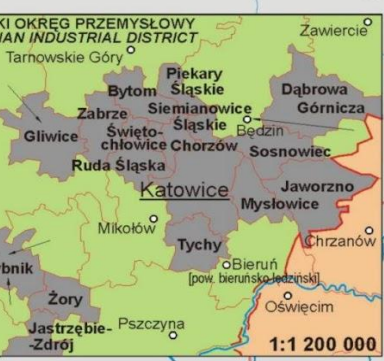 KI OKRĘG PRZEMYSŁOWY
IAN INDUSTRIAL DISTRICT
Zawiercie
Tarnowskie Góry
Piekary
Śląskie
Bytom
Dąbrowa
Górnicza
Siemianowice
Śląskie
Zabrze
Będzin
Gliwice
Święto-
chłowice
Chorzów
Sosnowiec
Ruda Śląska
Katowice
Jaworzno
Mysłowice
Mikołów
Tychy
Chrzanów
Bieruń
[pow. bieruńsko-lędziński]
ybnik
Oświęcim
Żory
Jastrzębie-
-Zdrój
Pszczyna
1:1 200 000